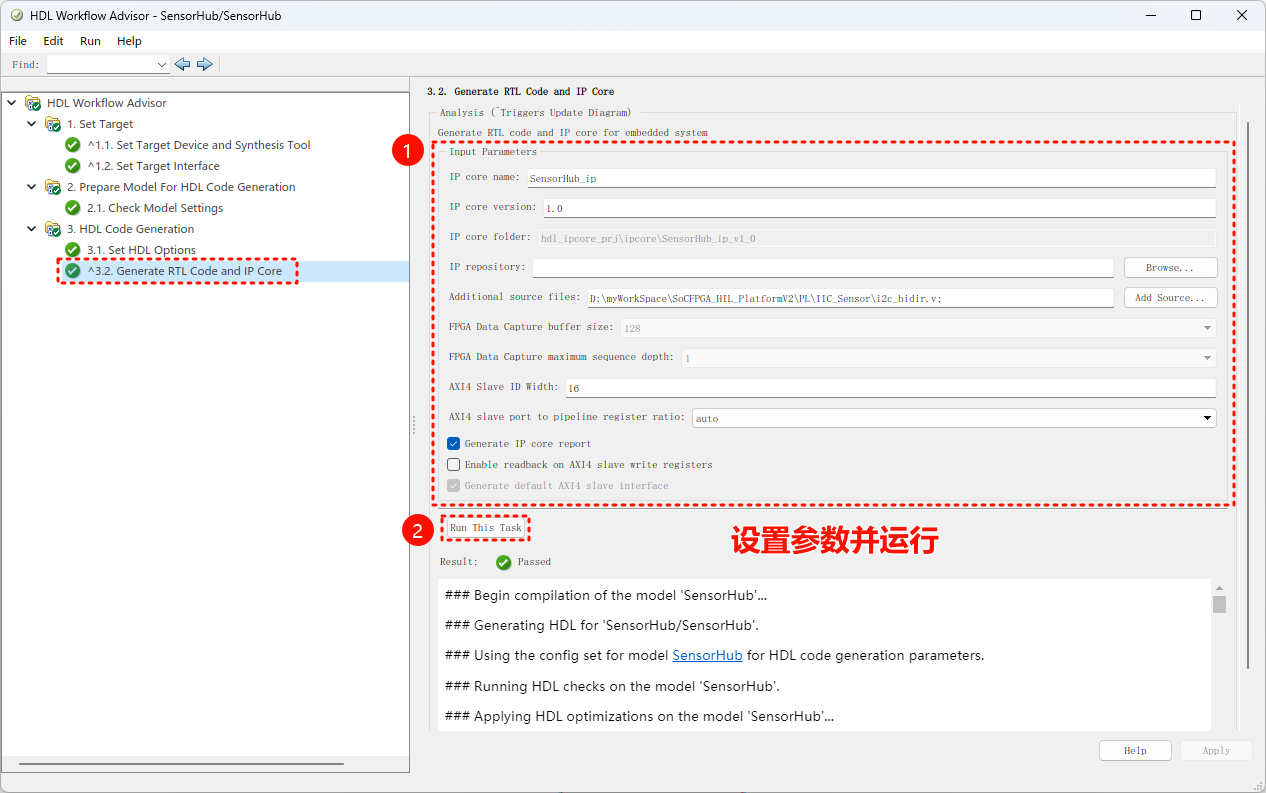 HDL Workflow Advisor - SensorHub/SensorHub
File Edit Run Help
Find:
HDL Workflow Advisor
1. Set Target
^1.1. Set Target Device and Synthesis Tool
^1.2. Set Target Interface
2. Prepare Model For HDL Code Generation
2.1. Check Model Settings
3. HDL Code Generation
3.1. Set HDL Options
^3.2. Generate RTL Code and IP Core
3.2. Generate RTL Code and IP Core
Analysis (^Triggers Update Diagram)
Generate RTL code and IP core for embedded system
1
Input Parameters
IP core name: SensorHub_ip
IP core version: 1.0
IP core folder: hdl_ipcore_prj\ipcore\SensorHub_ip_v1_0
IP repository: Browse...
Additional source files: D:\myWorkSpace\SoCFPGA_HIL_PlatformV2\PL\IIC_Sensor\i2c_bidir.v; Add Source...
FPGA Data Capture buffer size: 128
FPGA Data Capture maximum sequence depth: 1
AXI4 Slave ID Width: 16
AXI4 slave port to pipeline register ratio: auto
Generate IP core report
Enable readback on AXI4 slave write registers
Generate default AXI4 slave interface
2 Run This Task
设置参数并运行
Result: Passed
### Begin compilation of the model 'SensorHub'...
### Generating HDL for 'SensorHub/SensorHub'.
### Using the config set for model SensorHub for HDL code generation parameters.
### Running HDL checks on the model 'SensorHub'.
### Applying HDL optimizations on the model 'SensorHub'...
Help Apply